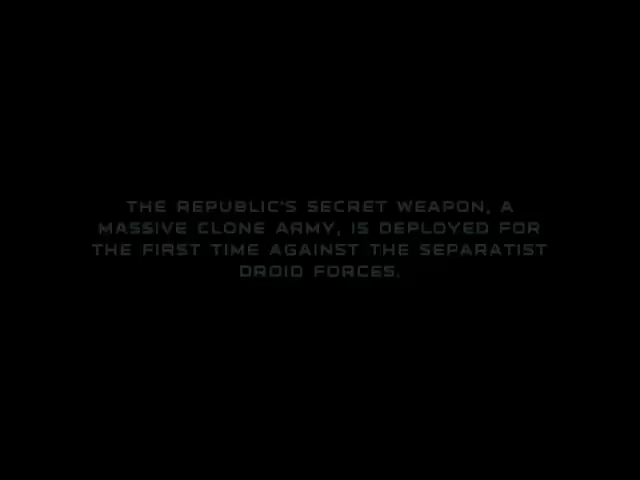 THE REPUBLIC'S SECRET WEAPON, A
MASSIVE CLONE ARMY, IS DEPLOYED FOR
THE FIRST TIME AGAINST THE SEPARATIST
DROID FORCES.